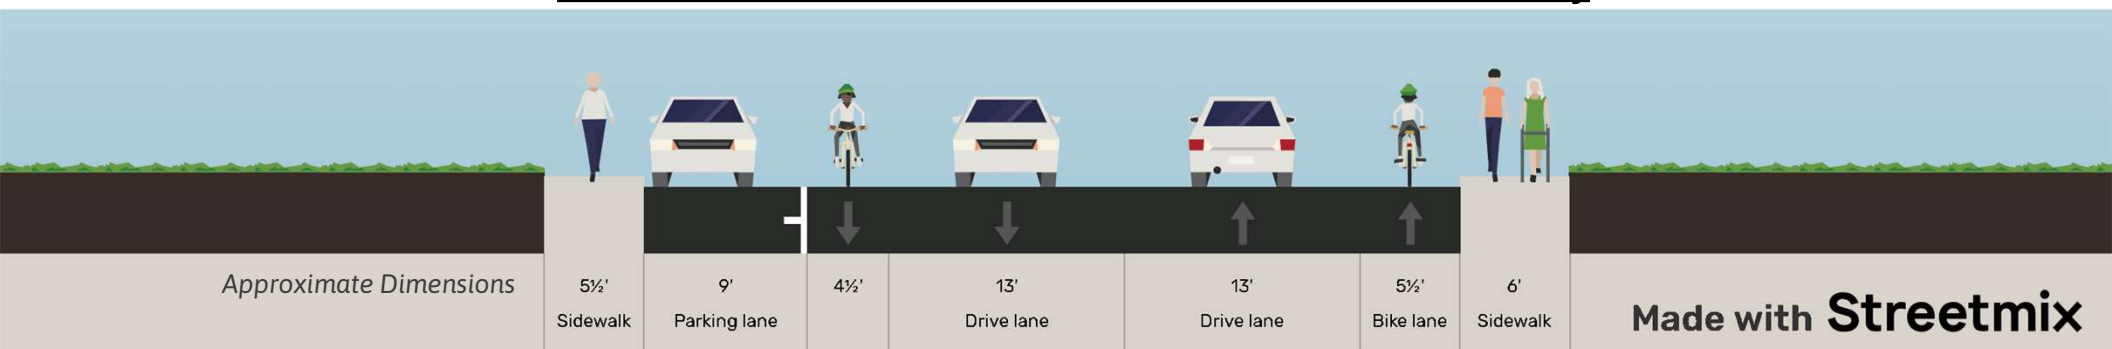 Approximate Dimensions
5½' 9' 4½' 13' 13' 5½' 6'
Sidewalk Parking lane Drive lane Drive lane Bike lane Sidewalk
Made with Streetmix